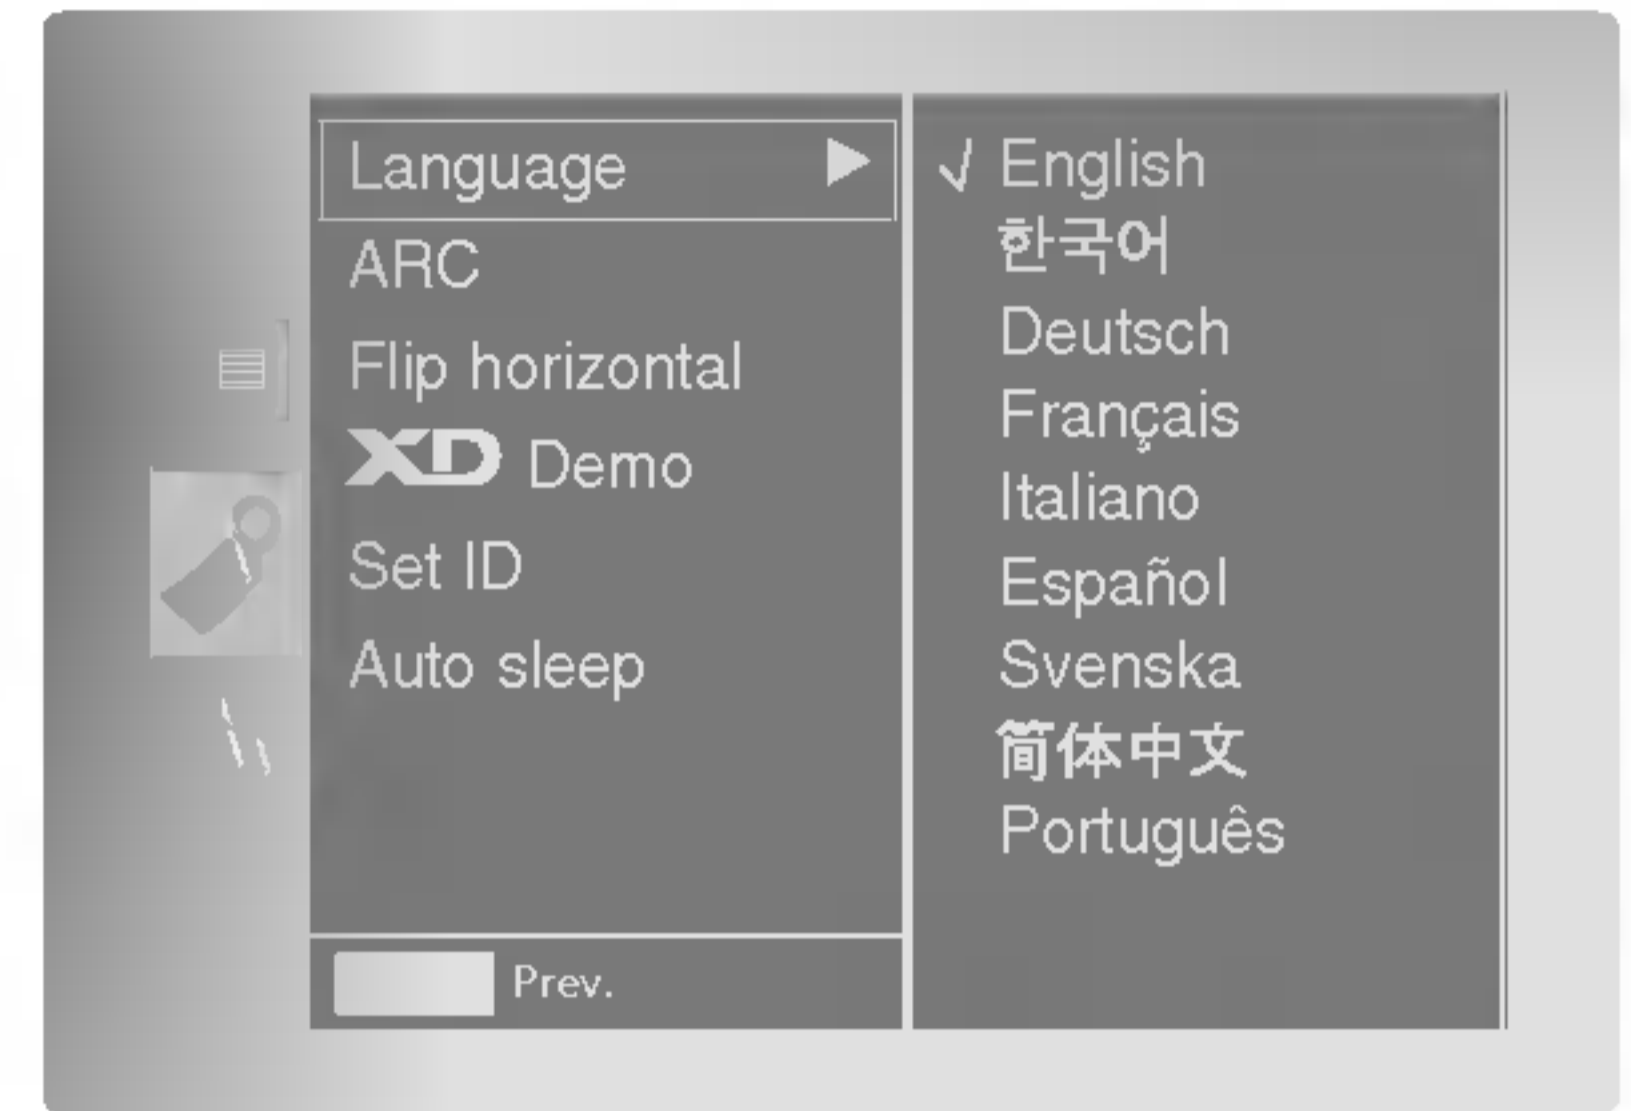 Language
ARC
Flip horizontal
XD Demo
Set ID
Auto sleep
Prev.
√ English
한국어
Deutsch
Français
Italiano
Español
Svenska
简体中文
Português